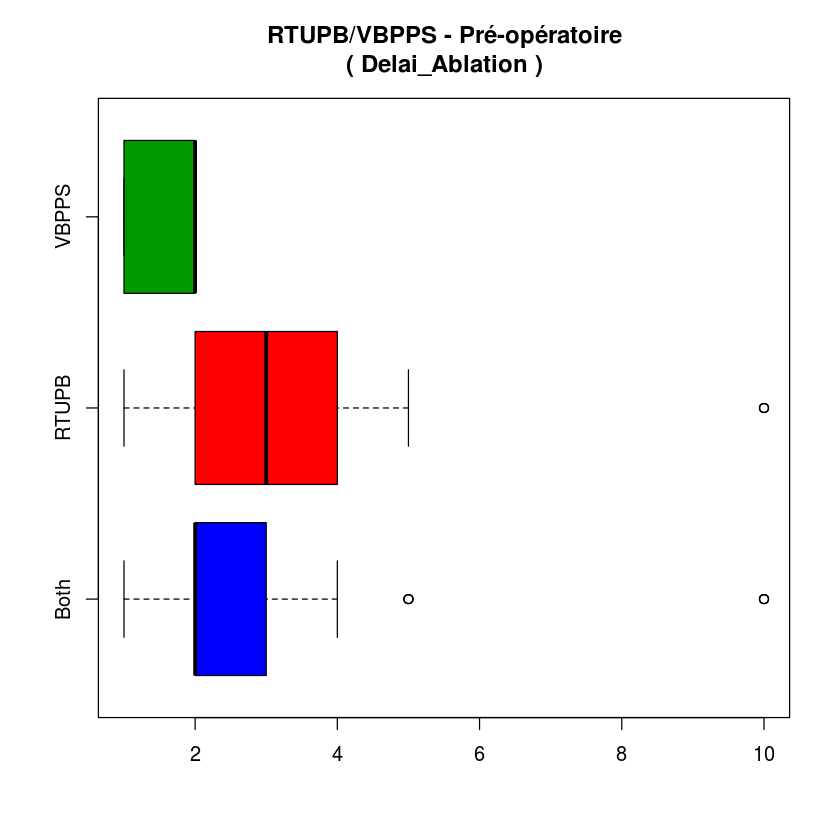 RTUPB/VBPPS - Pré-opératoire
( Delai_Ablation )
VBPPS
RTUPB
Both
2 4 6 8 10